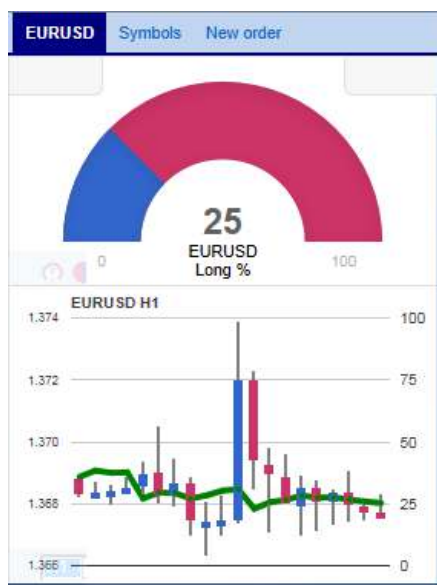 EURUSD Symbols New order
25
EURUSD
Long %
0 100
EURUSD H1
1.374 100
1.372 75
1.370 50
1.368 25
1.366 0